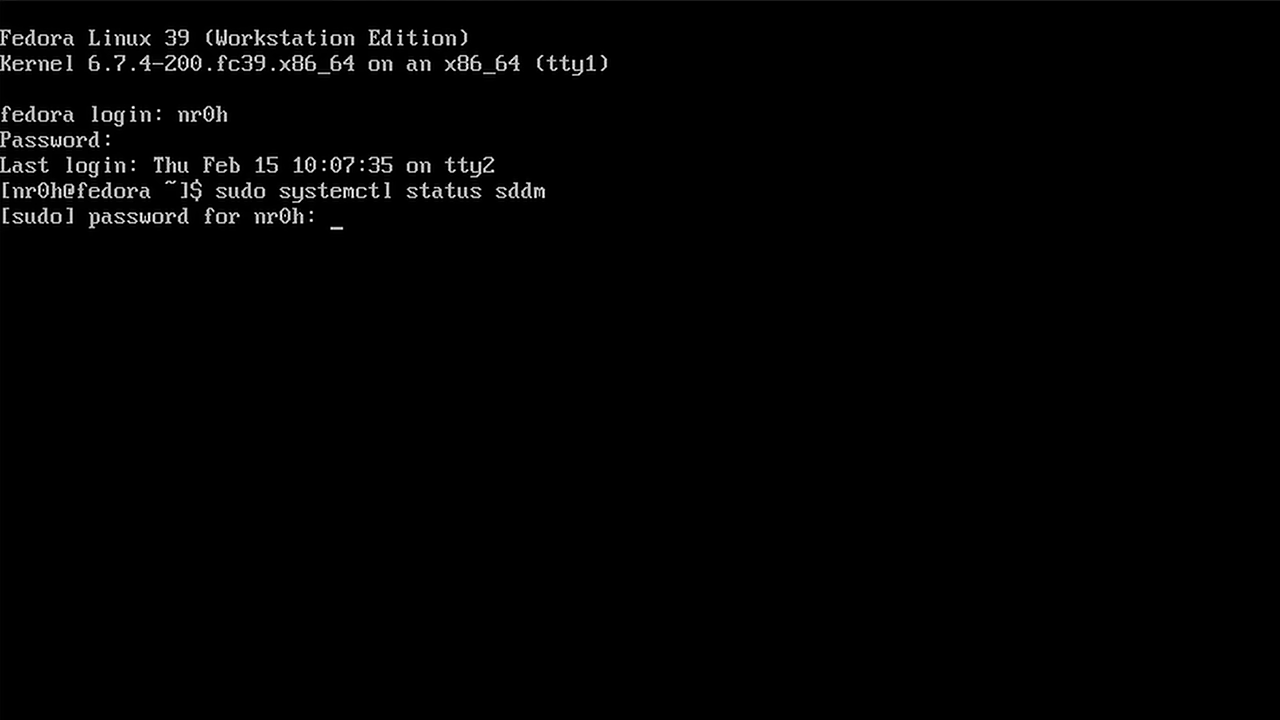 Fedora Linux 39 (Workstation Edition)
Kernel 6.7.4-200.fc39.x86_64 on an x86_64 (tty1)
fedora login: nr0h
Password:
Last login: Thu Feb 15 10:07:35 on tty2
[nr0h@fedora ~]$ sudo systemctl status sddm
[sudo] password for nr0h: _